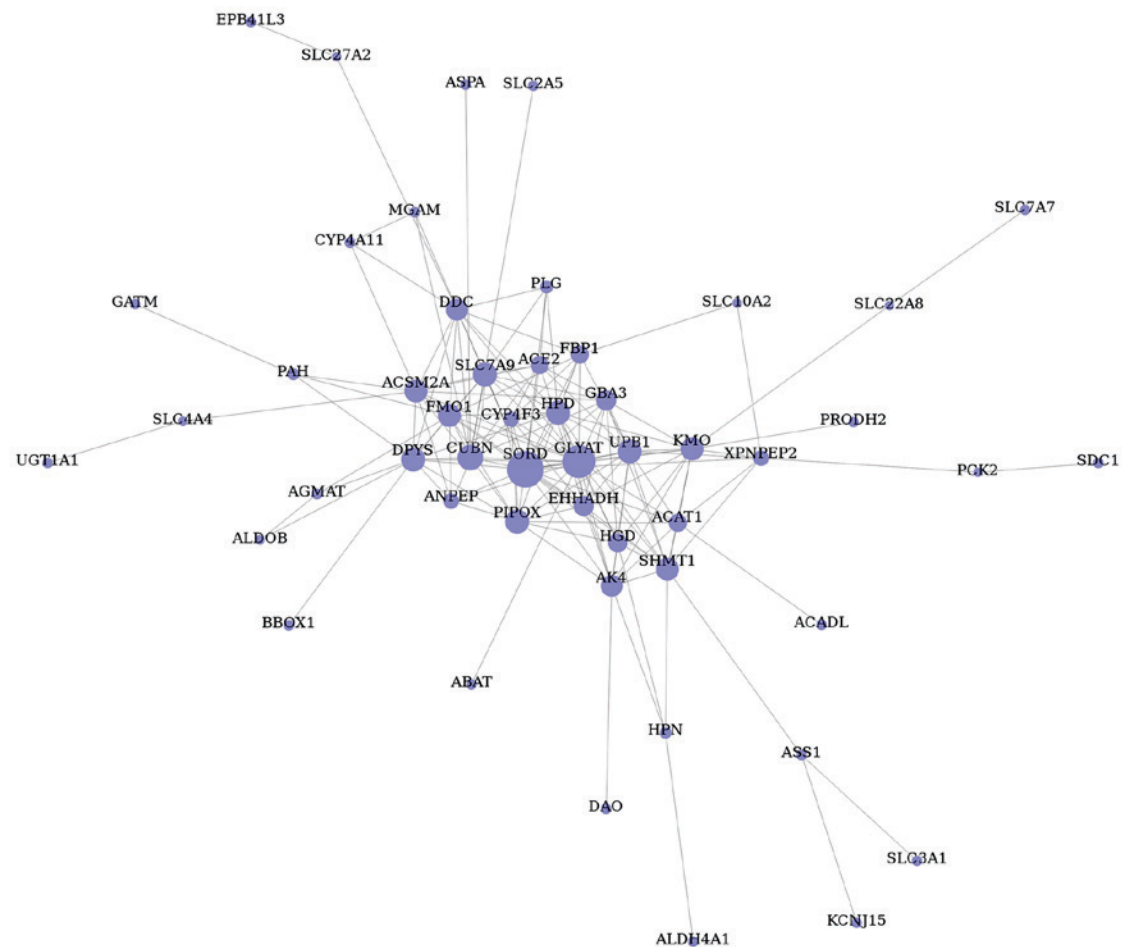 EPB41L3
SLC27A2
ASPA
SLC2A5
MGAM
SLC7A7
CYP4A11
PLG
GATM
DDC
SLC10A2
SLC22A8
FBP1
ACE2
SLC7A9
PAH
ACSM2A
GBA3
SLC4A4
FMO1
CYP4F3
HPD
PRODH2
UGT1A1
DPYS
CUBN
SORD
GLYAT
UPB1
KMO
XPNPEP2
PCK2
SDC1
AGMAT
ANPEP
EHHADH
PIPOX
ACAT1
ALDOB
HGD
SHMT1
AK4
BBOX1
ACADL
ABAT
HPN
ASS1
DAO
SLC3A1
KCNJ15
ALDH4A1